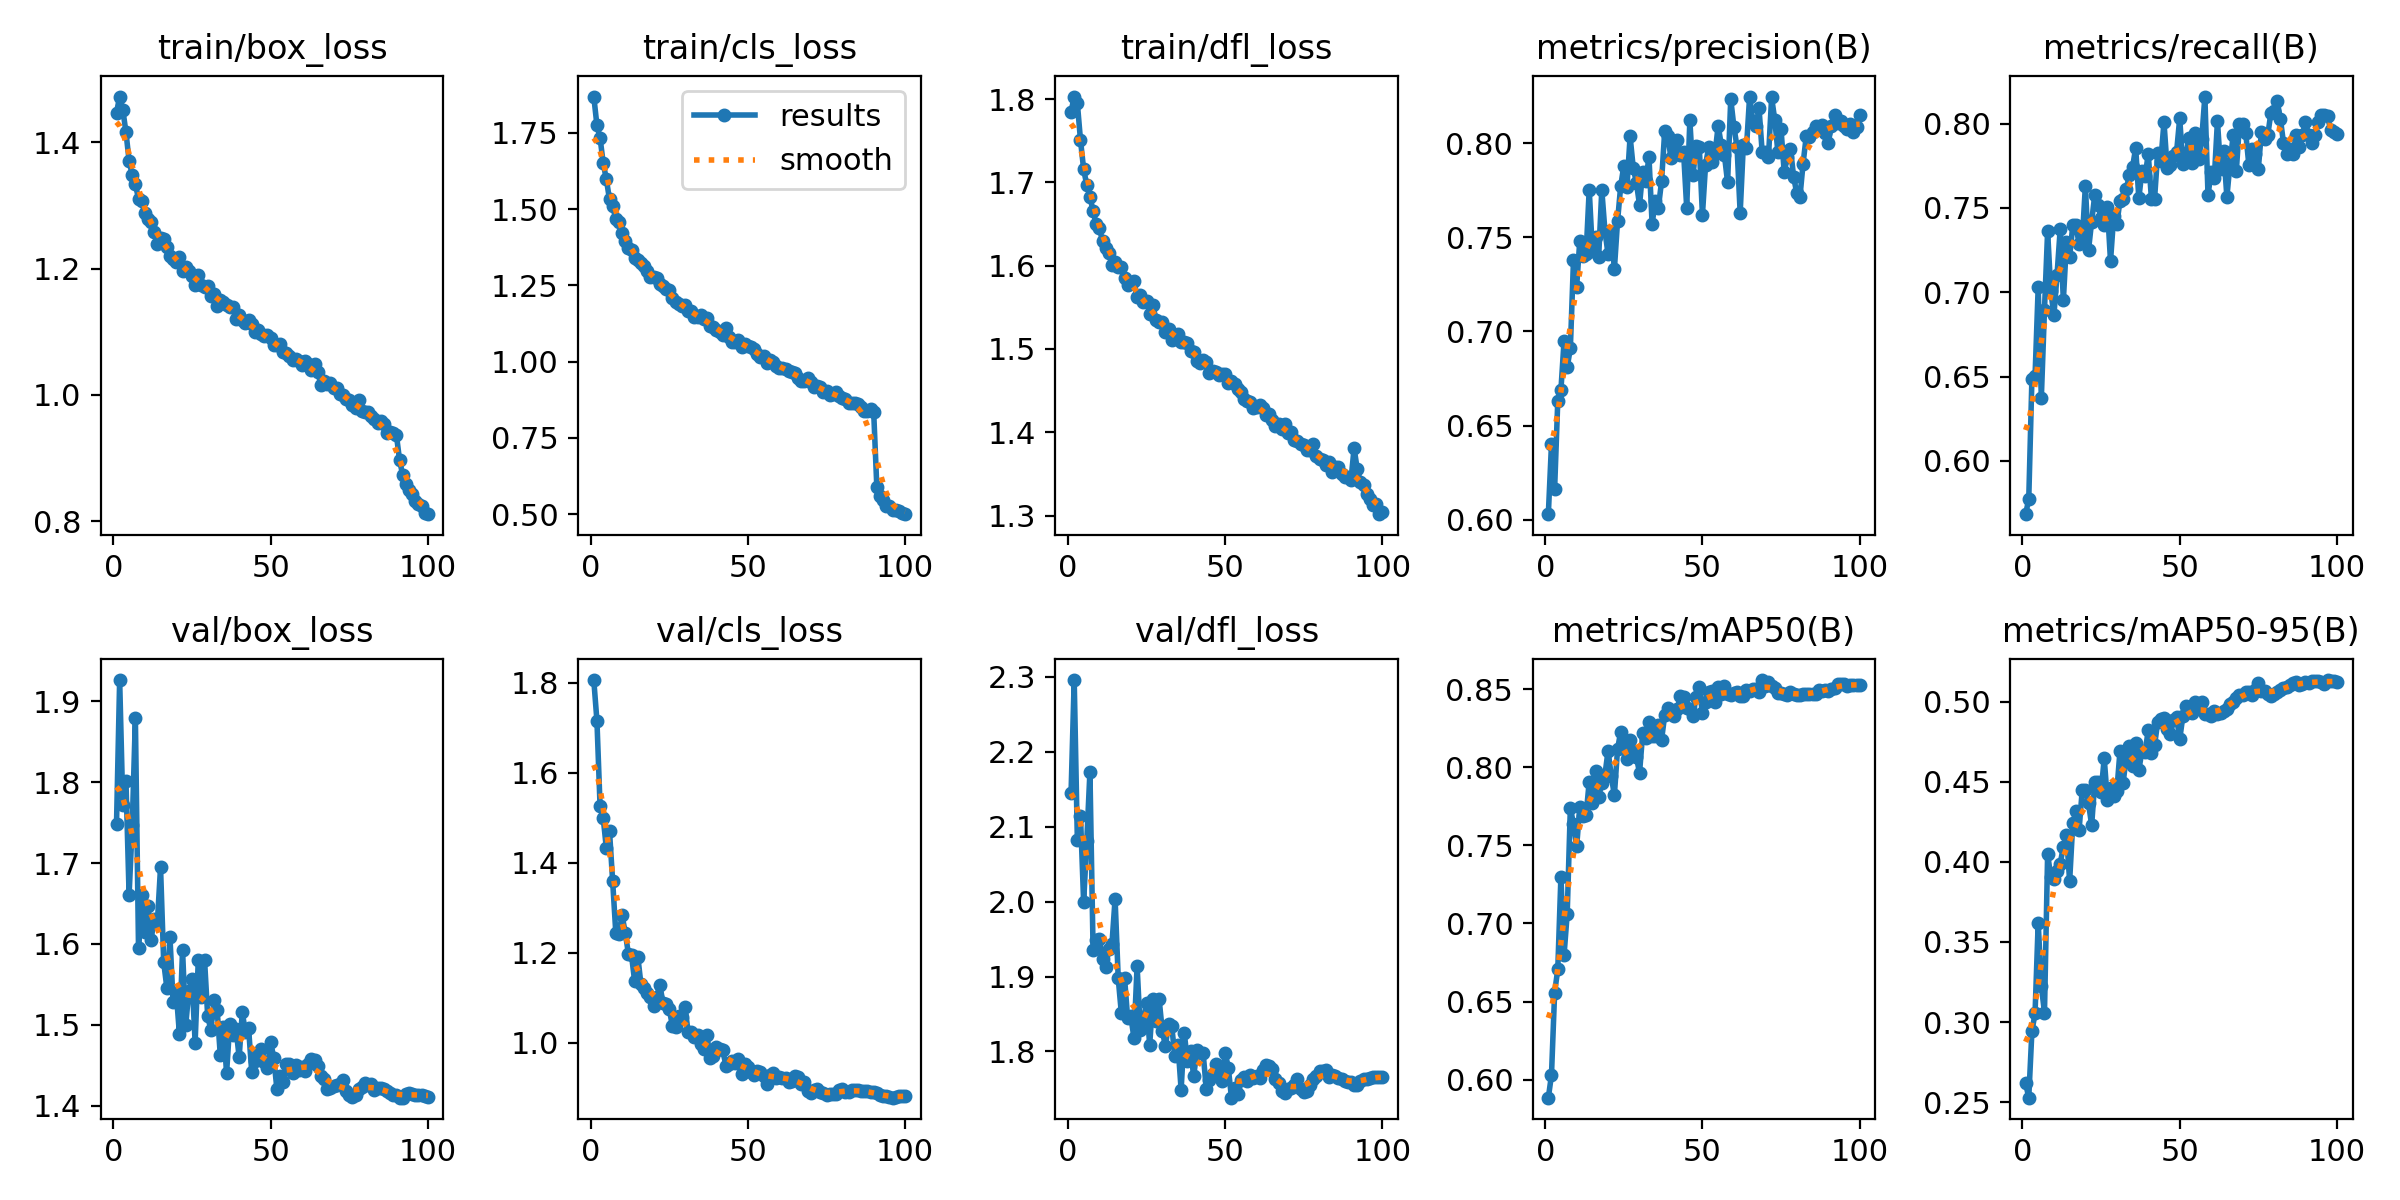 train/box_loss
1.4
1.2
1.0
0.8
0 50 100
train/cls_loss
results
smooth
1.75
1.50
1.25
1.00
0.75
0.50
0 50 100
train/dfl_loss
1.8
1.7
1.6
1.5
1.4
1.3
0 50 100
metrics/precision(B)
0.80
0.75
0.70
0.65
0.60
0 50 100
metrics/recall(B)
0.80
0.75
0.70
0.65
0.60
0 50 100
val/box_loss
1.9
1.8
1.7
1.6
1.5
1.4
0 50 100
val/cls_loss
1.8
1.6
1.4
1.2
1.0
0 50 100
val/dfl_loss
2.3
2.2
2.1
2.0
1.9
1.8
0 50 100
metrics/mAP50(B)
0.85
0.80
0.75
0.70
0.65
0.60
0 50 100
metrics/mAP50-95(B)
0.50
0.45
0.40
0.35
0.30
0.25
0 50 100